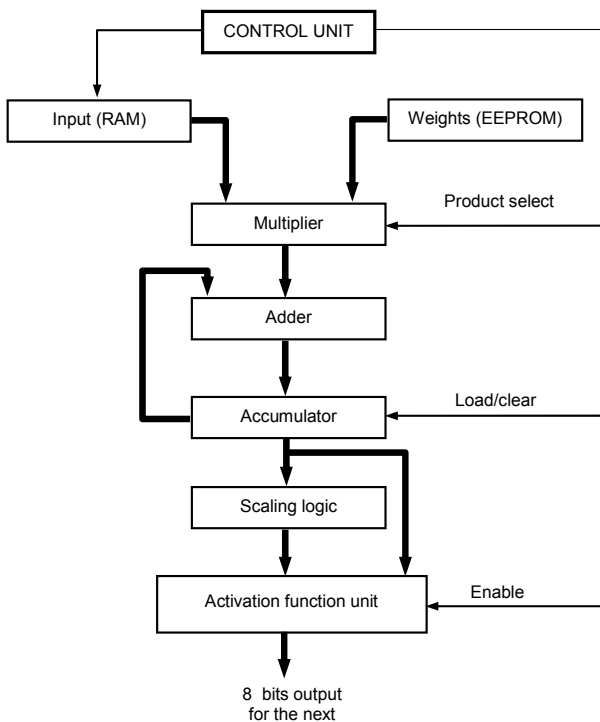 CONTROL UNIT
Input (RAM)
Weights (EEPROM)
Product select
Multiplier
Adder
Load/clear
Accumulator
Scaling logic
Enable
Activation function unit
8 bits output
for the next